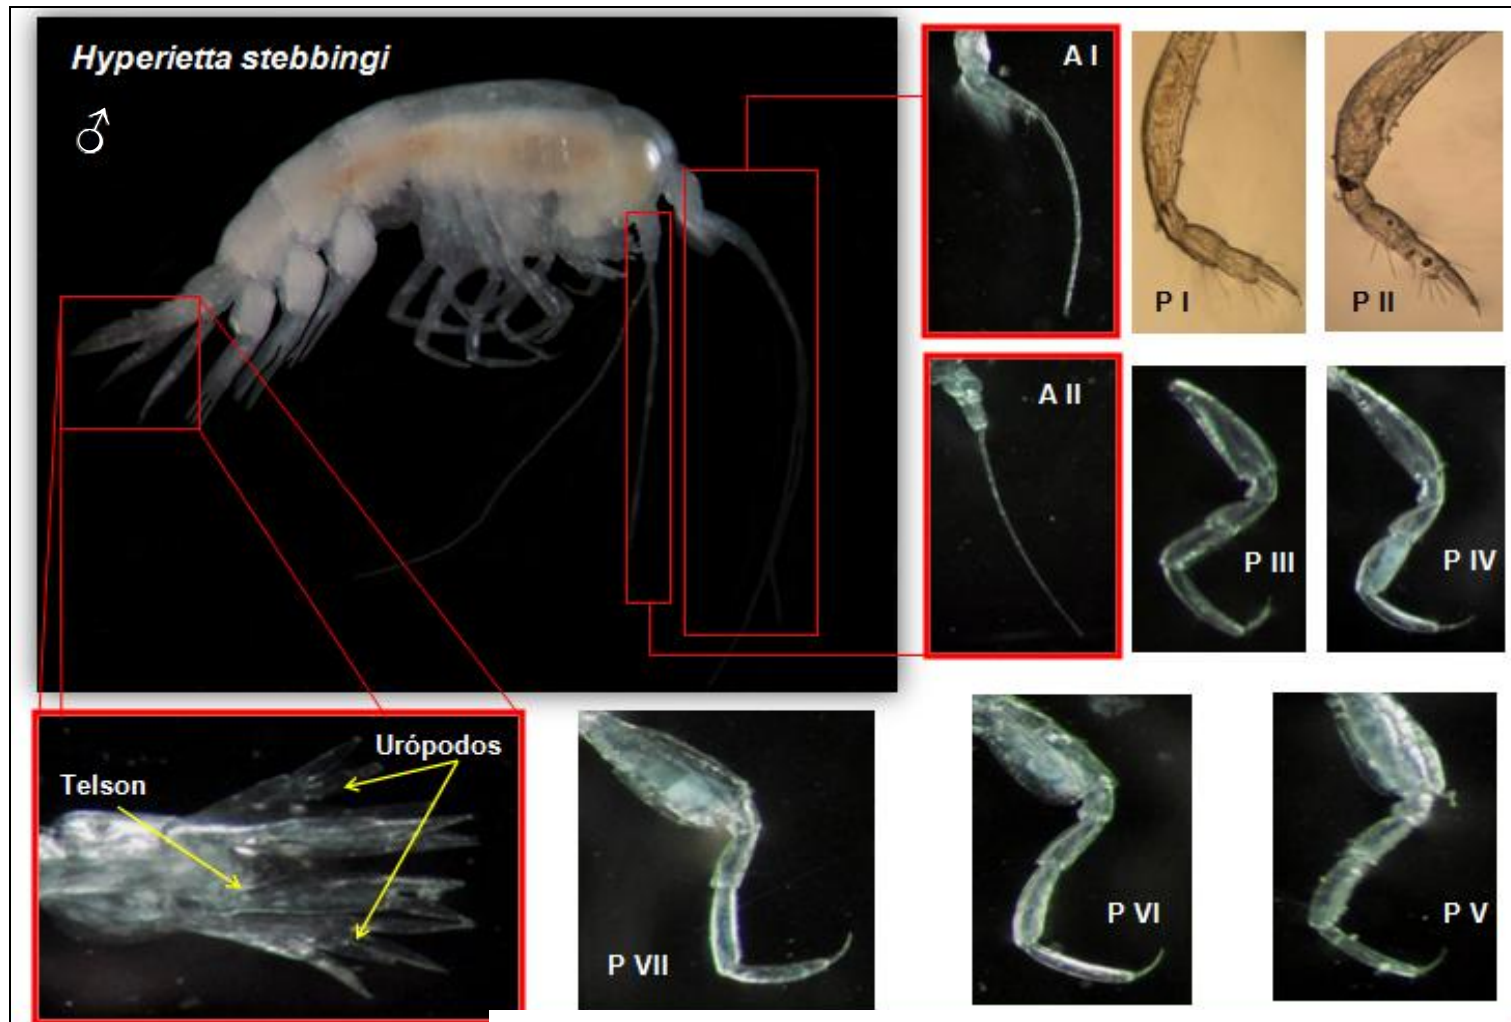 Hyperietta stebbingi
♂
A I
P I
P II
A II
P III
P IV
Urópodos
Telson
P VII
P VI
P V